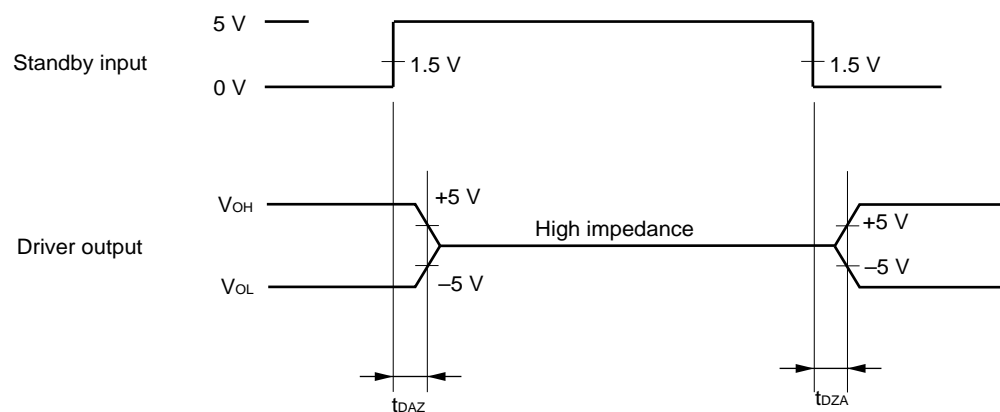 5 V
Standby input
1.5 V
1.5 V
0 V
VOH
+5 V
High impedance
+5 V
Driver output
–5 V
–5 V
VOL
tDAZ
tDZA